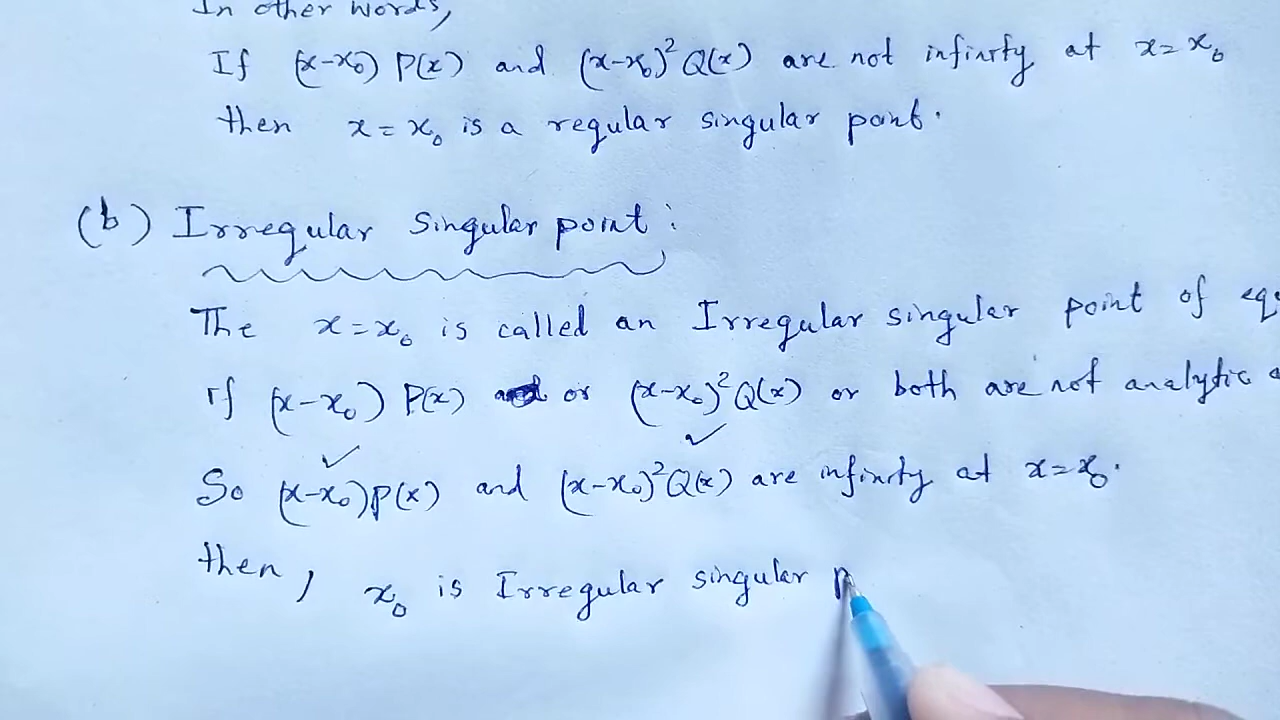 In other words,
If (x-x₀) P(x) and (x-x₀)² Q(x) are not infinity at x=x₀
then x=x₀ is a regular singular point.
(b) Irregular Singular point:
The x=x₀ is called an Irregular singular point of equ
If (x-x₀) P(x) or (x-x₀)² Q(x) or both are not analytic
So (x-x₀)P(x) and (x-x₀)² Q(x) are infinity at x=x₀.
then, x₀ is Irregular singular p